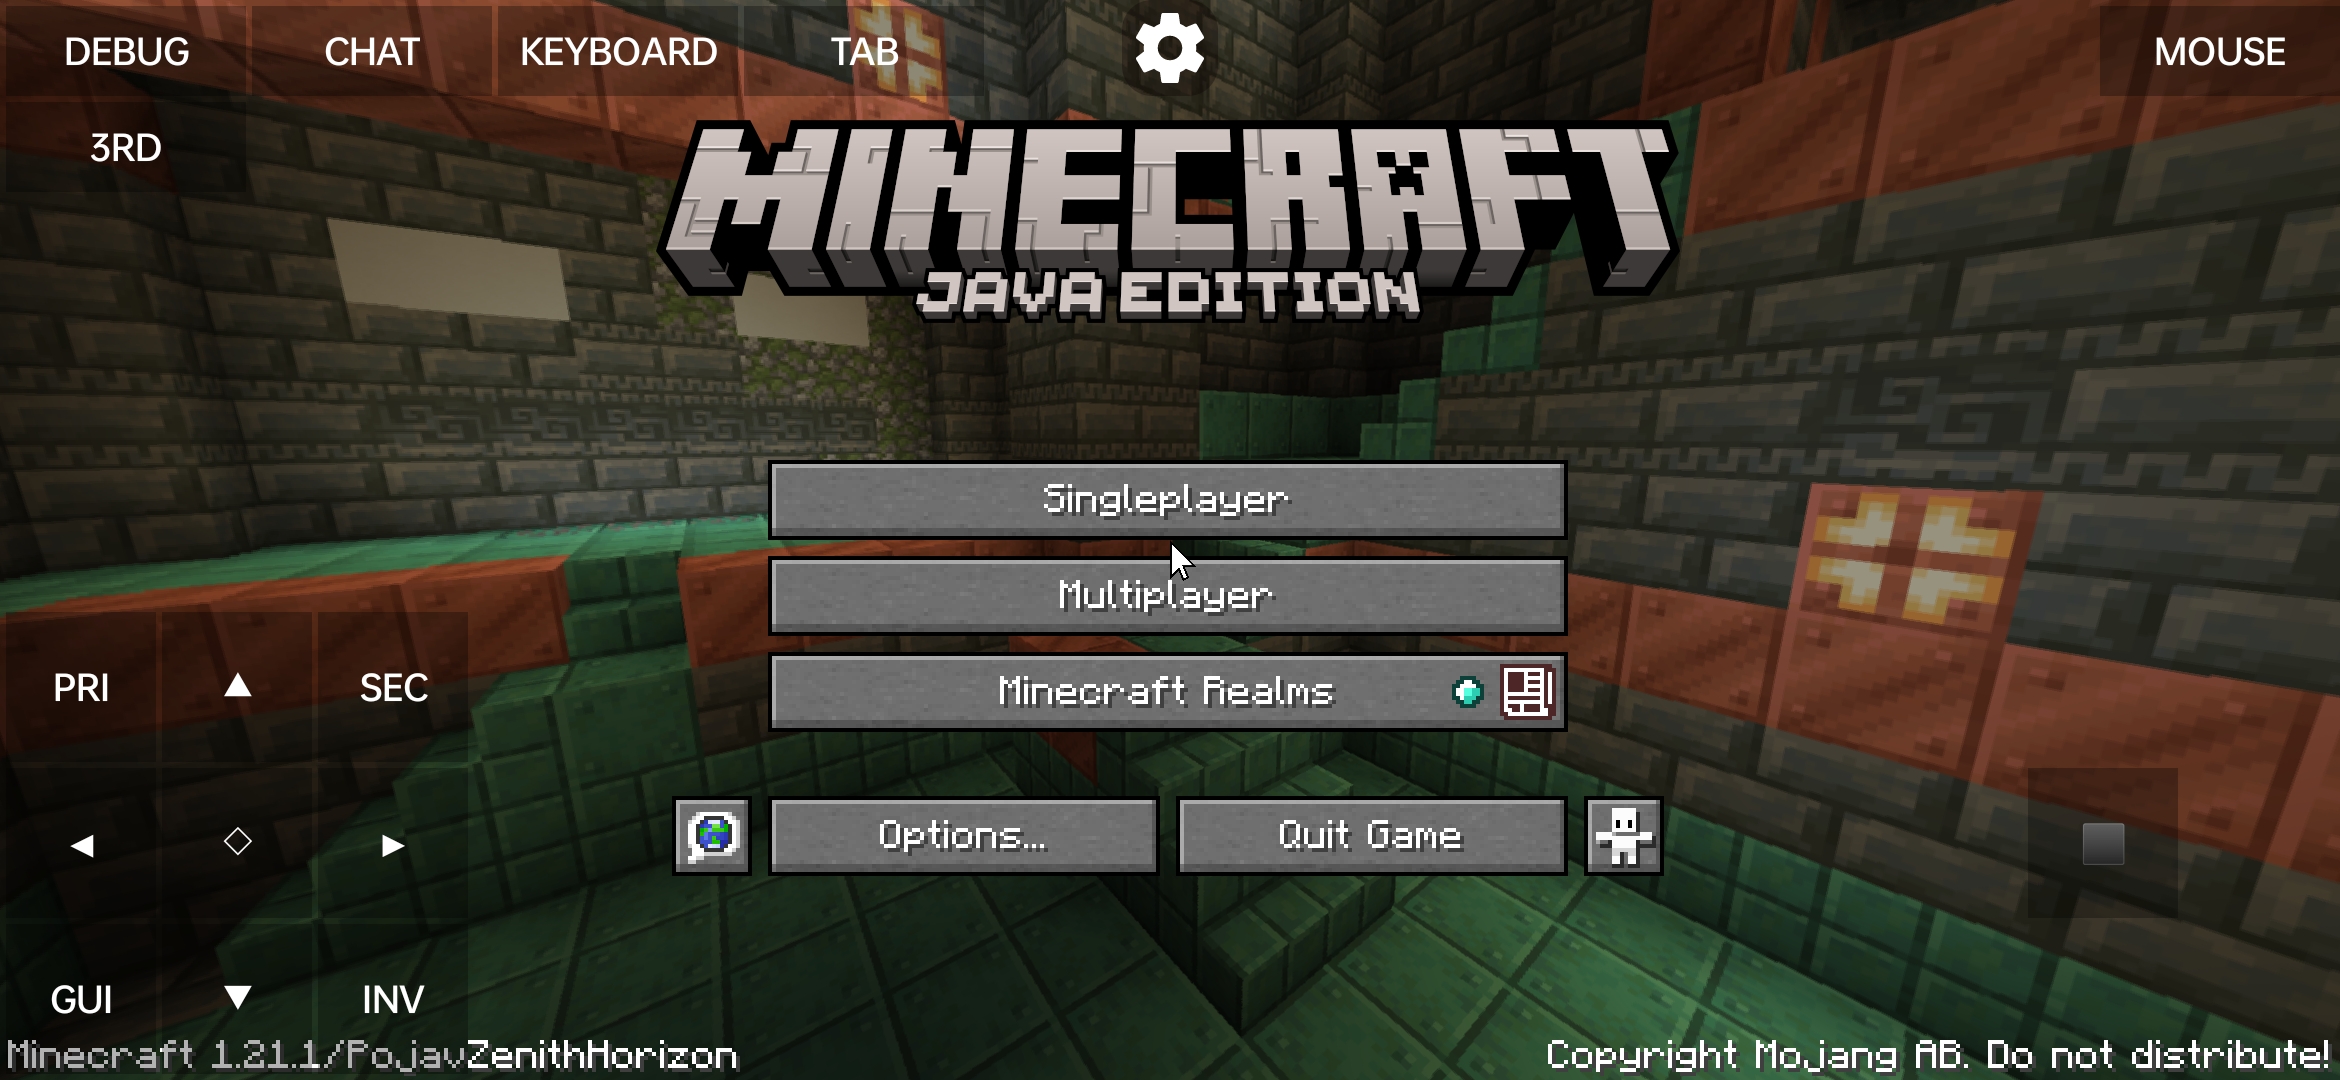 DEBUG CHAT KEYBOARD TAB MOUSE
3RD
MINECRAFT
JAVA EDITION
Singleplayer
Multiplayer
Minecraft Realms
PRI ▲ SEC
◀ ◇ ▶
Options... Quit Game
GUI ▼ INV
Minecraft 1.21.1/PojavZenithHorizon
Copyright Mojang AB. Do not distribute!